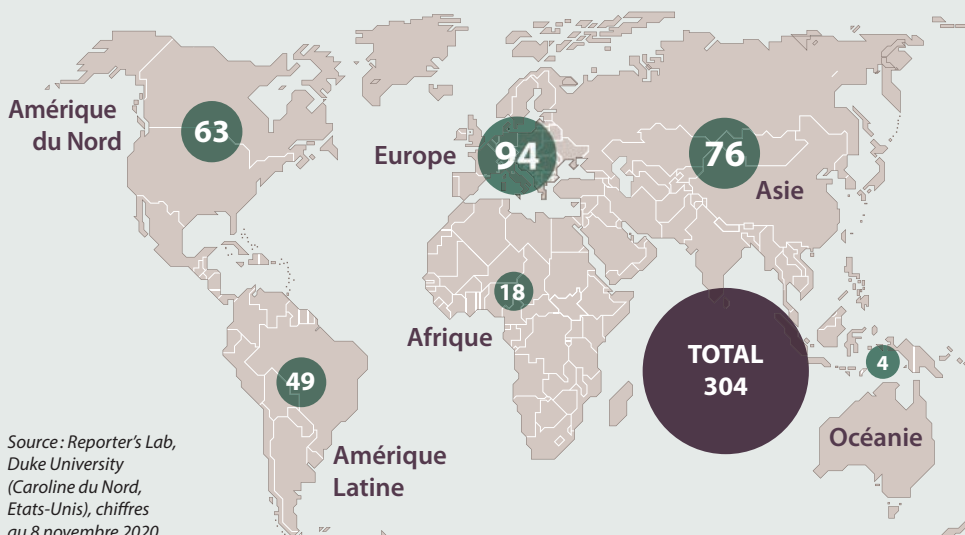 Amérique
du Nord
63
Europe
94
76
Asie
18
Afrique
TOTAL
304
4
Océanie
49
Amérique
Latine
Source : Reporter's Lab,
Duke University
(Caroline du Nord,
Etats-Unis), chiffres
au 8 novembre 2020